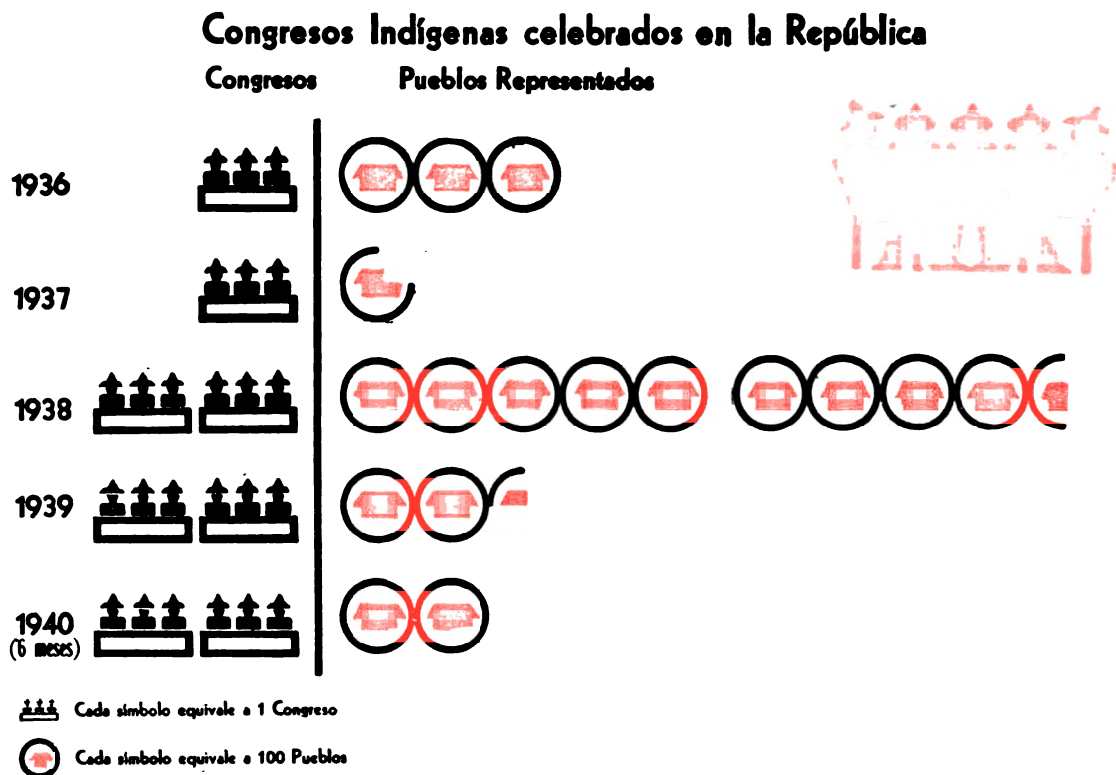 Congresos Indígenas celebrados en la República
Congresos Pueblos Representados
1936
1937
1938
1939
1940
(6 meses)
Cada símbolo equivale a 1 Congreso
Cada símbolo equivale a 100 Pueblos